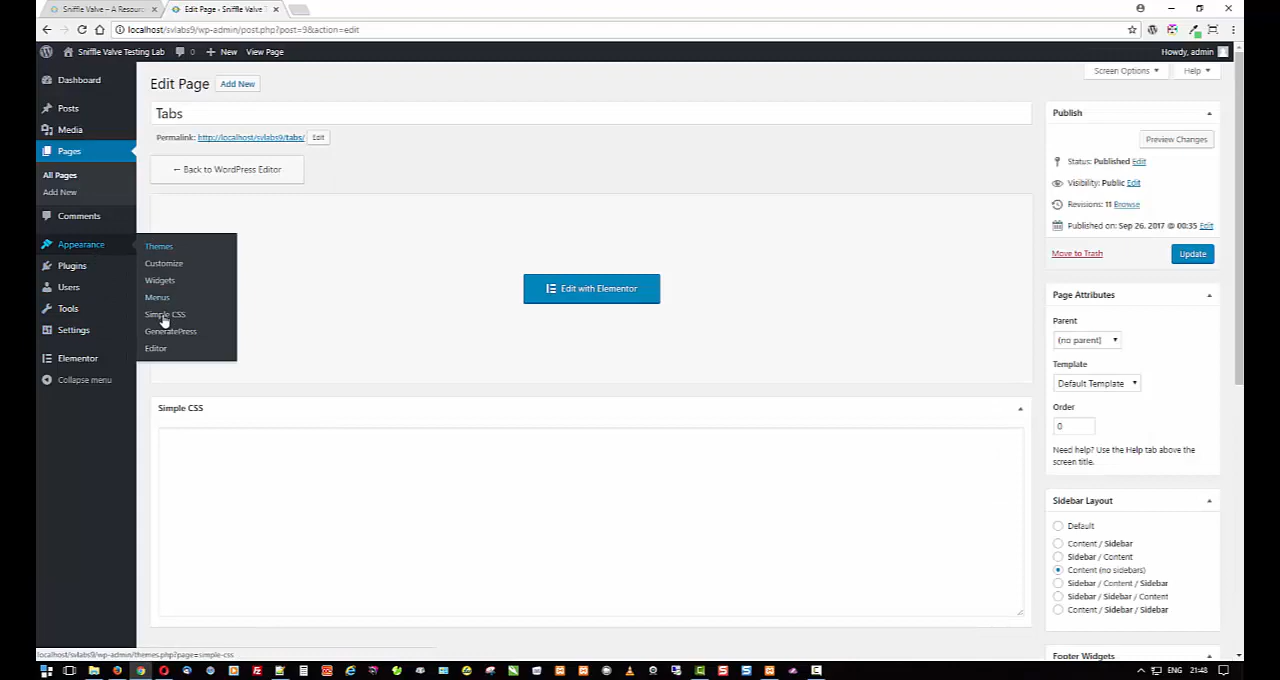 Sniffle Valve – A Resourc
Edit Page ‹ Sniffle Valve T
localhost/svlabs9/wp-admin/post.php?post=9&action=edit
Sniffle Valve Testing Lab 0 + New View Page Howdy, admin
Screen Options Help
Dashboard
Posts
Media
Pages
All Pages
Add New
Comments
Appearance
Plugins
Users
Tools
Settings
Elementor
Collapse menu
Themes
Customize
Widgets
Menus
Simple CSS
GeneratePress
Editor
Edit Page Add New
Tabs
Permalink: http://localhost/svlabs9/tabs/ Edit
← Back to WordPress Editor
Edit with Elementor
Simple CSS
Publish
Preview Changes
Status: Published Edit
Visibility: Public Edit
Revisions: 11 Browse
Published on: Sep 26, 2017 @ 00:35 Edit
Move to Trash Update
Page Attributes
Parent
(no parent)
Template
Default Template
Order
0
Need help? Use the Help tab above the
screen title.
Sidebar Layout
Default
Content / Sidebar
Sidebar / Content
Content (no sidebars)
Sidebar / Content / Sidebar
Sidebar / Sidebar / Content
Content / Sidebar / Sidebar
Footer Widgets
localhost/svlabs9/wp-admin/themes.php?page=simple-css
ENG 21:48